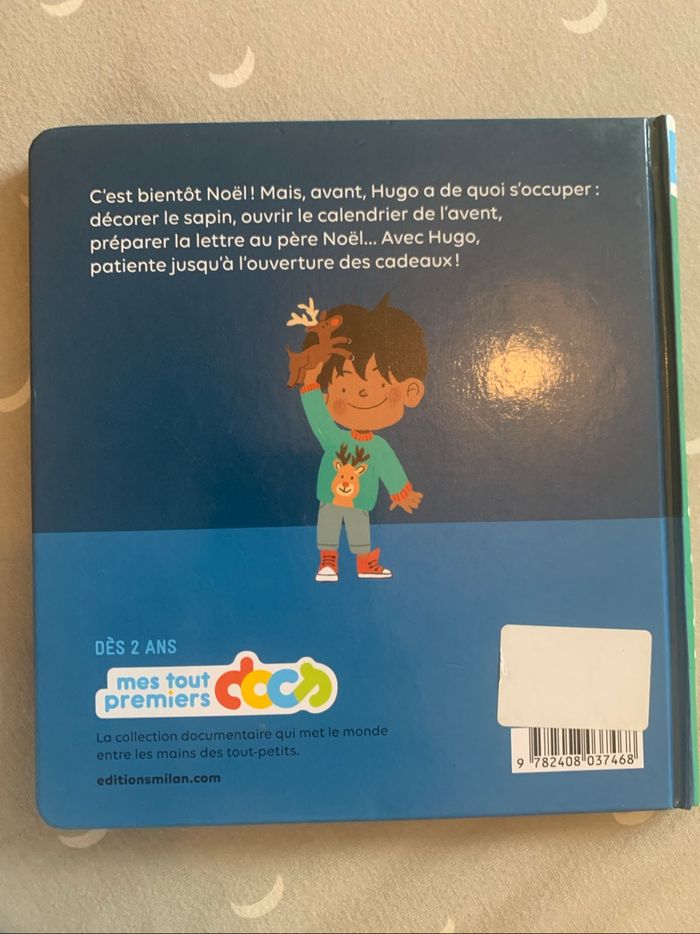 C'est bientôt Noël ! Mais, avant, Hugo a de quoi s'occuper :
décorer le sapin, ouvrir le calendrier de l'avent,
préparer la lettre au père Noël... Avec Hugo,
patiente jusqu'à l'ouverture des cadeaux !
DÈS 2 ANS
mes tout
premiers docs
La collection documentaire qui met le monde
entre les mains des tout-petits.
editionsmilan.com
9 782408 037468